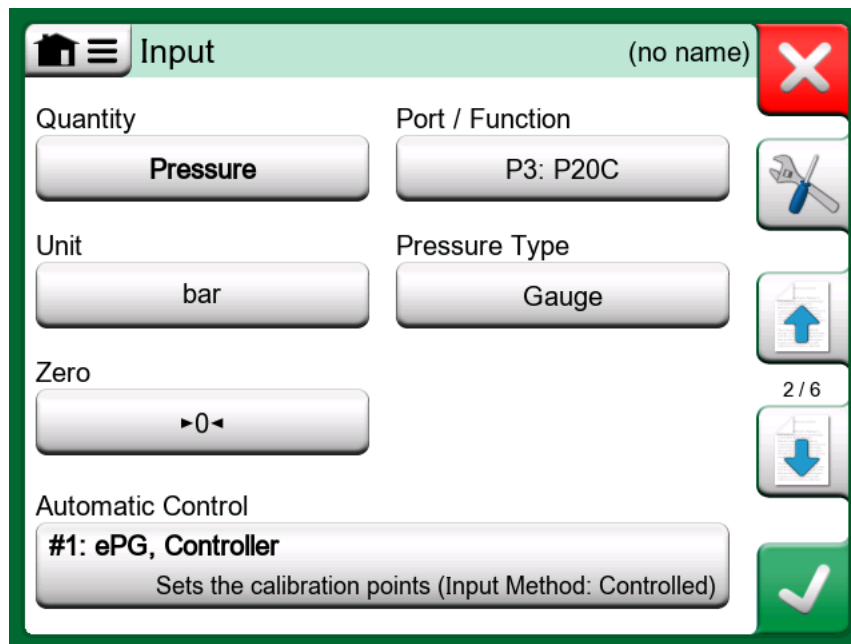 Input
(no name)
Quantity
Port / Function
Pressure
P3: P20C
Unit
Pressure Type
bar
Gauge
Zero
2 / 6
►0◄
Automatic Control
#1: ePG, Controller
Sets the calibration points (Input Method: Controlled)